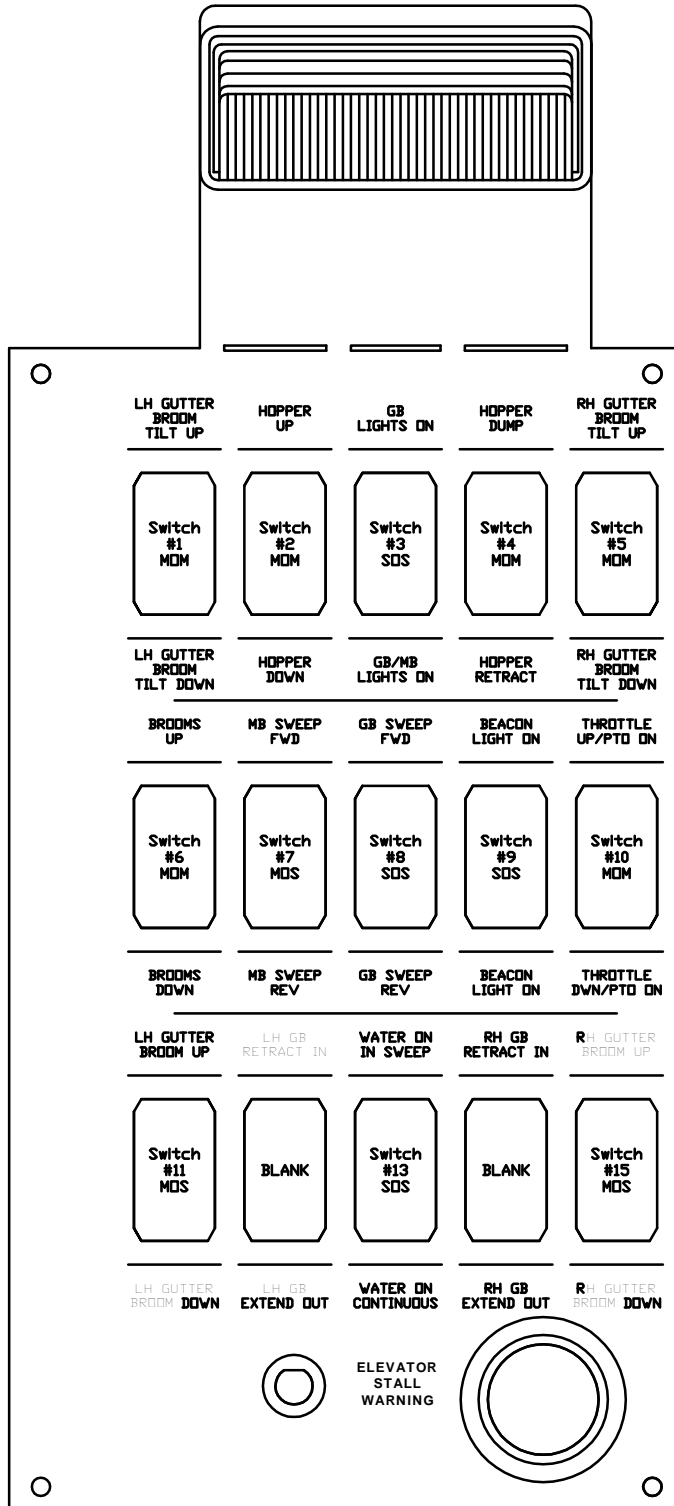 LH GUTTER
BROOM
TILT UP
HOPPER
UP
GB
LIGHTS ON
HOPPER
DUMP
RH GUTTER
BROOM
TILT UP
Switch
#1
MOM
Switch
#2
MOM
Switch
#3
SOS
Switch
#4
MOM
Switch
#5
MOM
LH GUTTER
BROOM
TILT DOWN
HOPPER
DOWN
GB/MB
LIGHTS ON
HOPPER
RETRACT
RH GUTTER
BROOM
TILT DOWN
BROOMS
UP
MB SWEEP
FWD
GB SWEEP
FWD
BEACON
LIGHT ON
THROTTLE
UP/PTO ON
Switch
#6
MOM
Switch
#7
MOS
Switch
#8
SOS
Switch
#9
SOS
Switch
#10
MOM
BROOMS
DOWN
MB SWEEP
REV
GB SWEEP
REV
BEACON
LIGHT ON
THROTTLE
DWN/PTO ON
LH GUTTER
BROOM UP
LH GB
RETRACT IN
WATER ON
IN SWEEP
RH GB
RETRACT IN
RH GUTTER
BROOM UP
Switch
#11
MOS
BLANK
Switch
#13
SOS
BLANK
Switch
#15
MOS
LH GUTTER
BROOM DOWN
LH GB
EXTEND OUT
WATER ON
CONTINUOUS
RH GB
EXTEND OUT
RH GUTTER
BROOM DOWN
ELEVATOR
STALL
WARNING